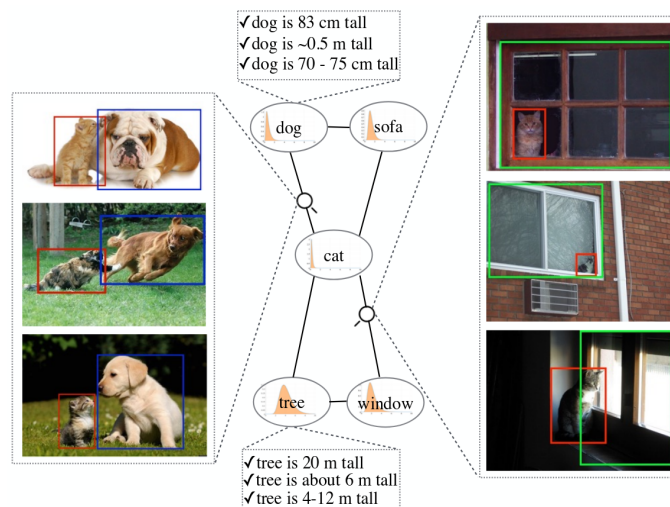 ✓dog is 83 cm tall
✓dog is ~0.5 m tall
✓dog is 70 - 75 cm tall
dog
sofa
cat
tree
window
✓tree is 20 m tall
✓tree is about 6 m tall
✓tree is 4-12 m tall